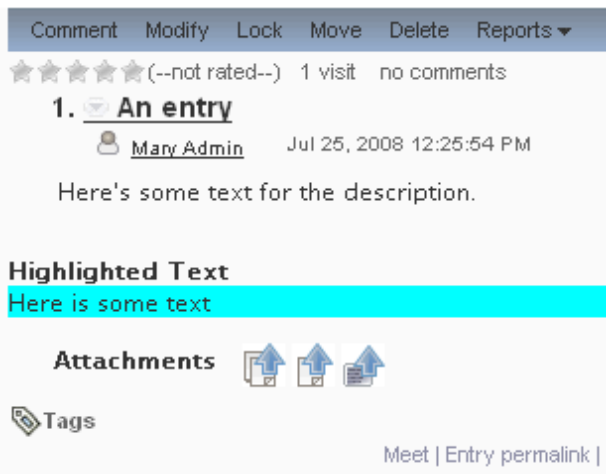 Comment Modify Lock Move Delete Reports
(--not rated--) 1 visit no comments
1. An entry
Mary Admin Jul 25, 2008 12:25:54 PM
Here's some text for the description.
Highlighted Text
Here is some text
Attachments
Tags
Meet | Entry permalink |